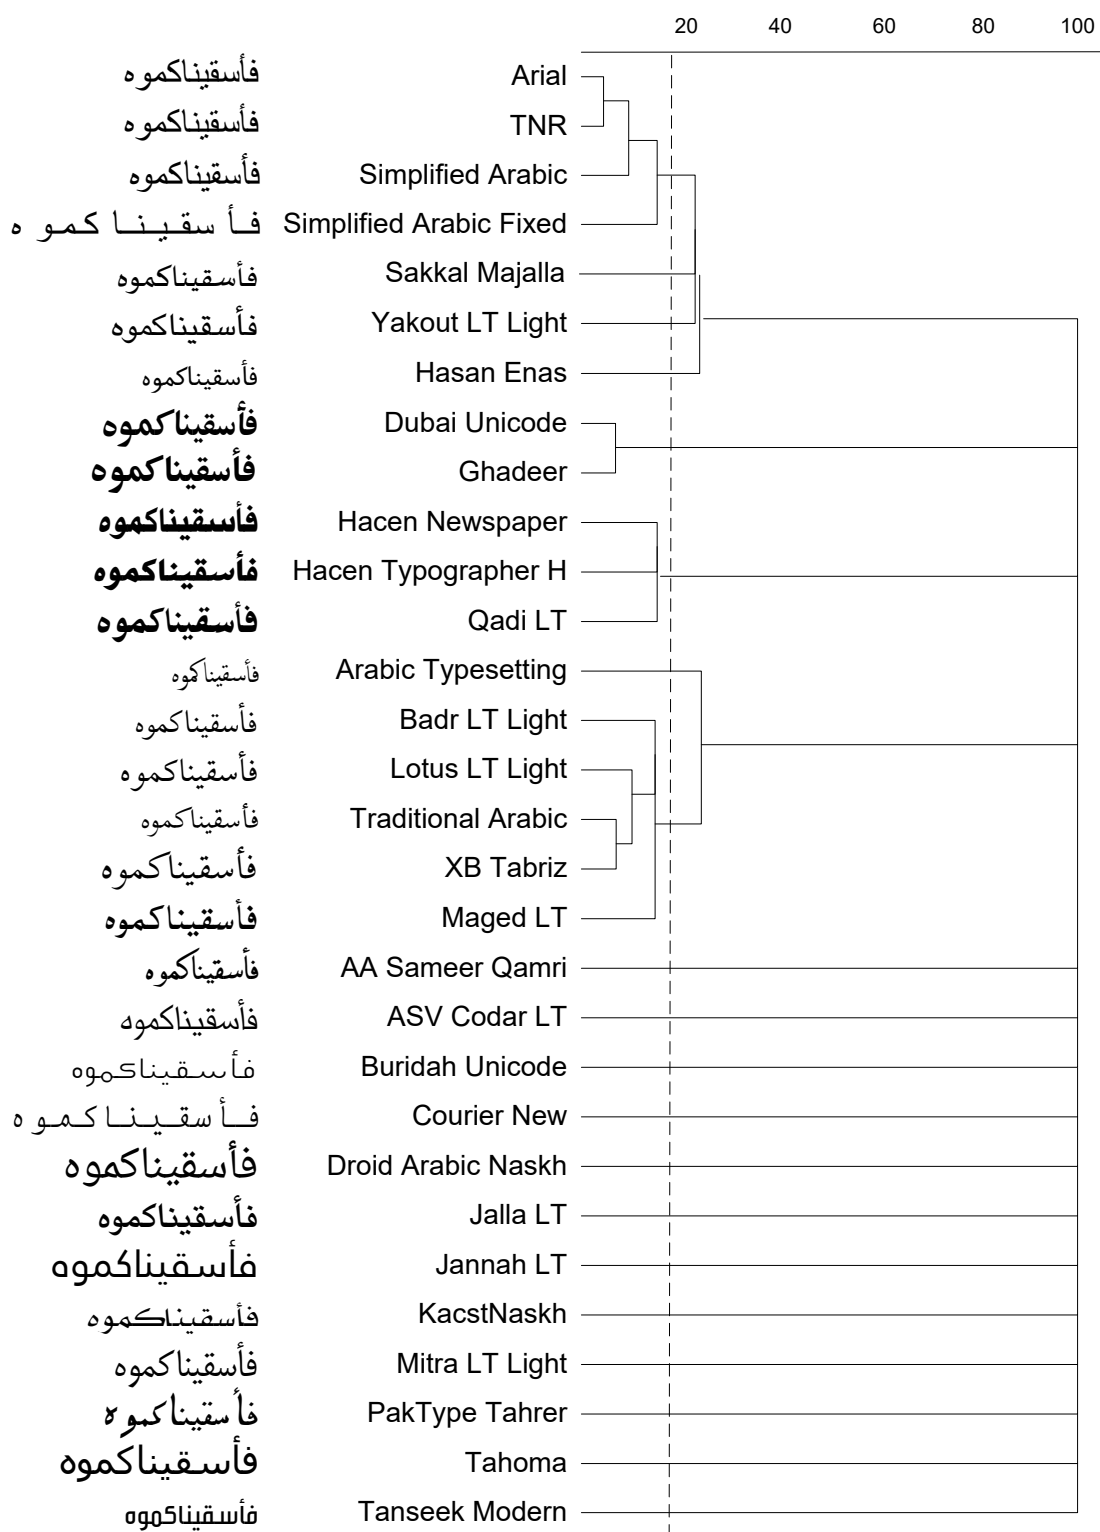 20 40 60 80 100
فأسقيناكموه Arial
فأسقيناكموه TNR
فأسقيناكموه Simplified Arabic
فأسقيناكموه Simplified Arabic Fixed
فأسقيناكموه Sakkal Majalla
فأسقيناكموه Yakout LT Light
فأسقيناكموه Hasan Enas
فأسقيناكموه Dubai Unicode
فأسقيناكموه Ghadeer
فأسقيناكموه Hacen Newspaper
فأسقيناكموه Hacen Typographer H
فأسقيناكموه Qadi LT
فأسقيناكموه Arabic Typesetting
فأسقيناكموه Badr LT Light
فأسقيناكموه Lotus LT Light
فأسقيناكموه Traditional Arabic
فأسقيناكموه XB Tabriz
فأسقيناكموه Maged LT
فأسقيناكموه AA Sameer Qamri
فأسقيناكموه ASV Codar LT
فأسقيناكموه Buridah Unicode
فأسقيناكموه Courier New
فأسقيناكموه Droid Arabic Naskh
فأسقيناكموه Jalla LT
فأسقيناكموه Jannah LT
فأسقيناكموه KacstNaskh
فأسقيناكموه Mitra LT Light
فأسقيناكموه PakType Tahrer
فأسقيناكموه Tahoma
فأسقيناكموه Tanseek Modern